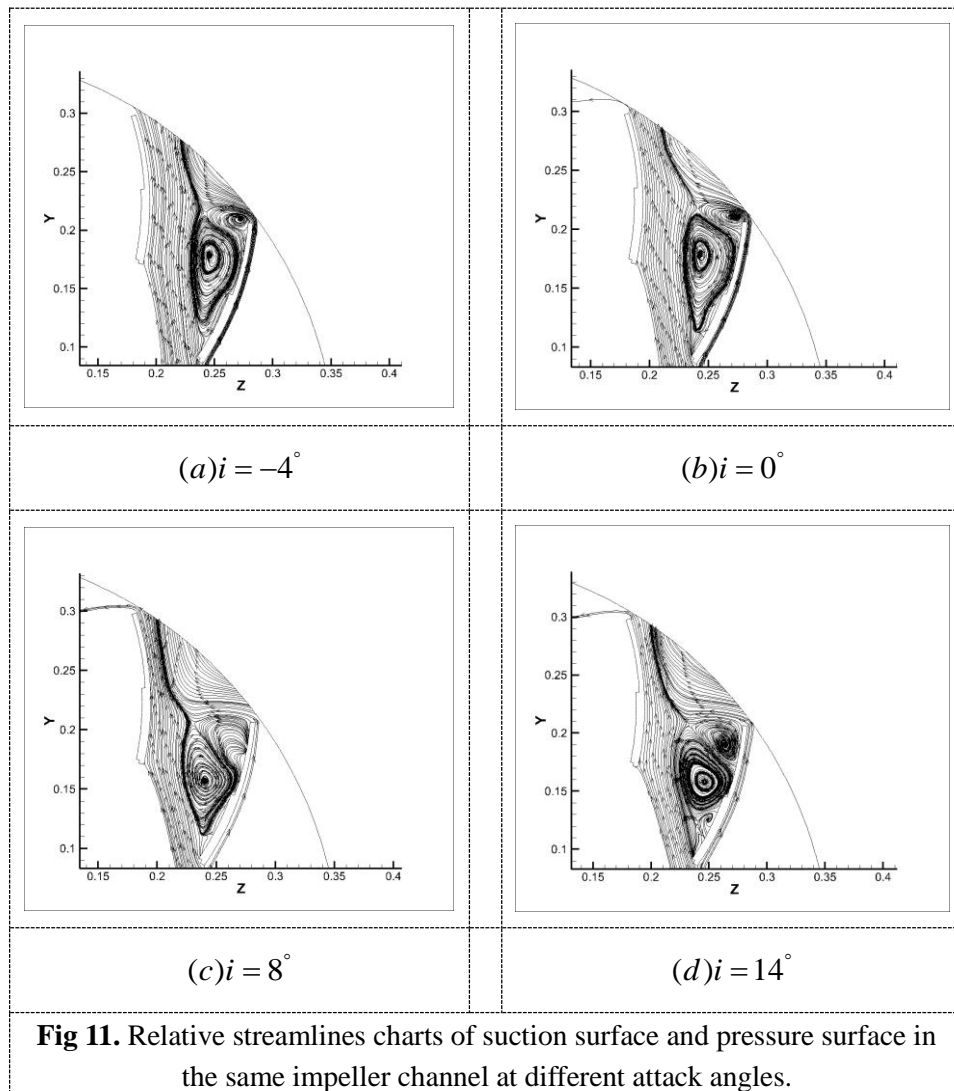 0.3
0.25
0.2
0.15
0.1
Y
0.15 0.2 0.25 0.3 0.35 0.4
Z
(a)i = −4°
0.3
0.25
0.2
0.15
0.1
Y
0.15 0.2 0.25 0.3 0.35 0.4
Z
(b)i = 0°
0.3
0.25
0.2
0.15
0.1
Y
0.15 0.2 0.25 0.3 0.35 0.4
Z
(c)i = 8°
0.3
0.25
0.2
0.15
0.1
Y
0.15 0.2 0.25 0.3 0.35 0.4
Z
(d)i = 14°
Fig 11. Relative streamlines charts of suction surface and pressure surface in
the same impeller channel at different attack angles.